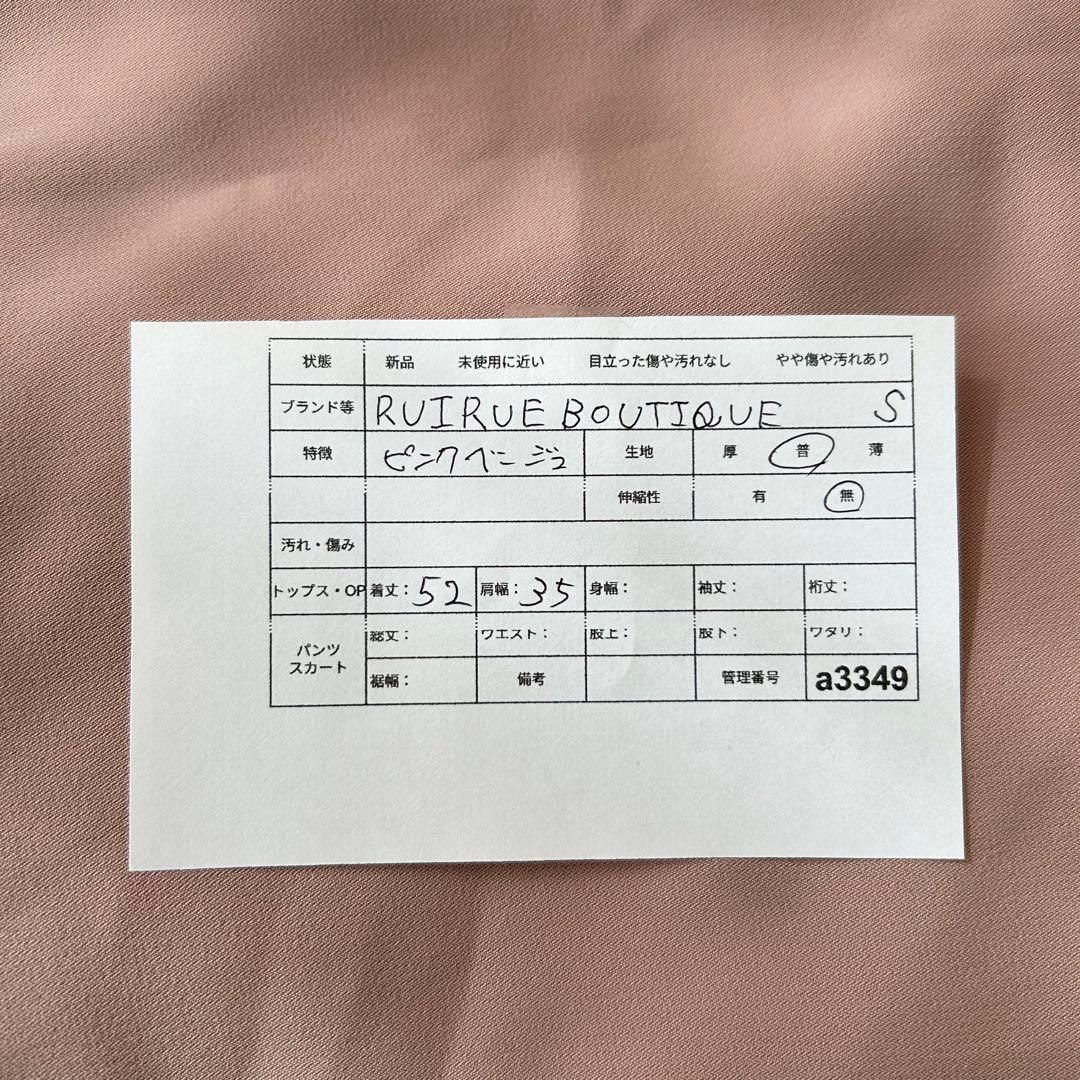 状態 新品 未使用に近い 目立った傷や汚れなし やや傷や汚れあり
ブランド等 RUIRUE BOUTIQUE S
特徴 ピンクベージュ 生地 厚 普 薄
伸縮性 有 無
汚れ・傷み
トップス・OP 着丈：52 肩幅：35 身幅： 袖丈： 裄丈：
パンツ スカート 総丈： ウエスト： 股上： 股下： ワタリ：
裾幅： 備考 管理番号 a3349